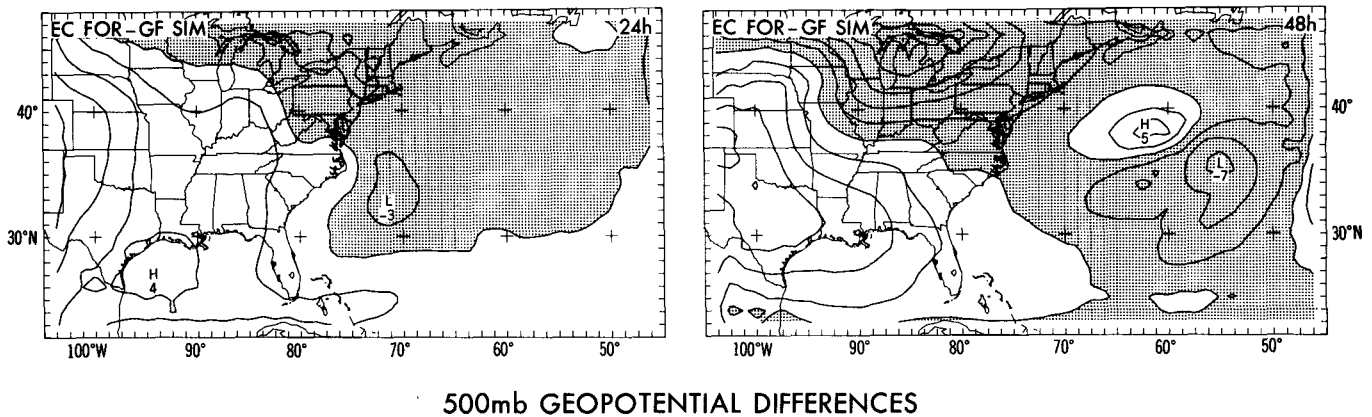 EC FOR-GF SIM 24h
EC FOR-GF SIM 48h
40° 40°
H
5
L
-3
L
-7
30°N 30°N
H
4
100°W 90° 80° 70° 60° 50°
100°W 90° 80° 70° 60° 50°
500mb GEOPOTENTIAL DIFFERENCES